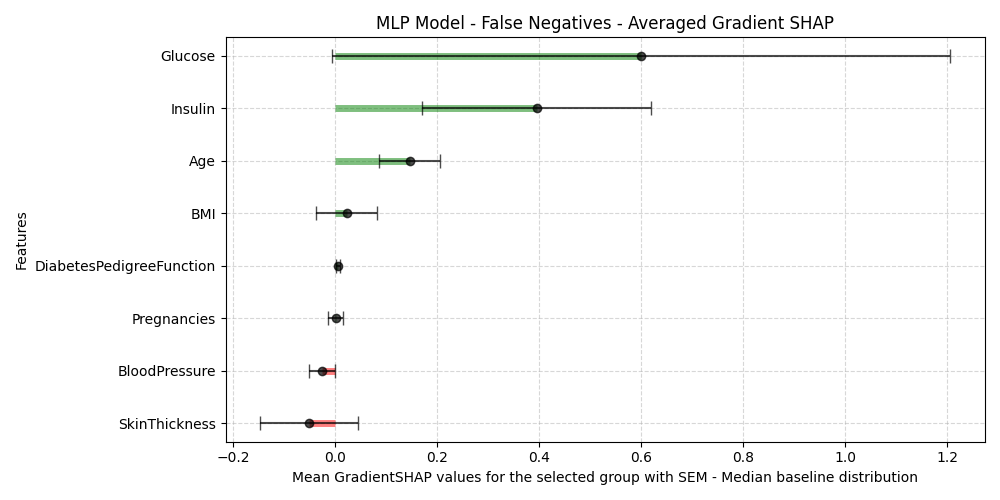 MLP Model - False Negatives - Averaged Gradient SHAP
Features
Glucose
Insulin
Age
BMI
DiabetesPedigreeFunction
Pregnancies
BloodPressure
SkinThickness
−0.2 0.0 0.2 0.4 0.6 0.8 1.0 1.2
Mean GradientSHAP values for the selected group with SEM - Median baseline distribution